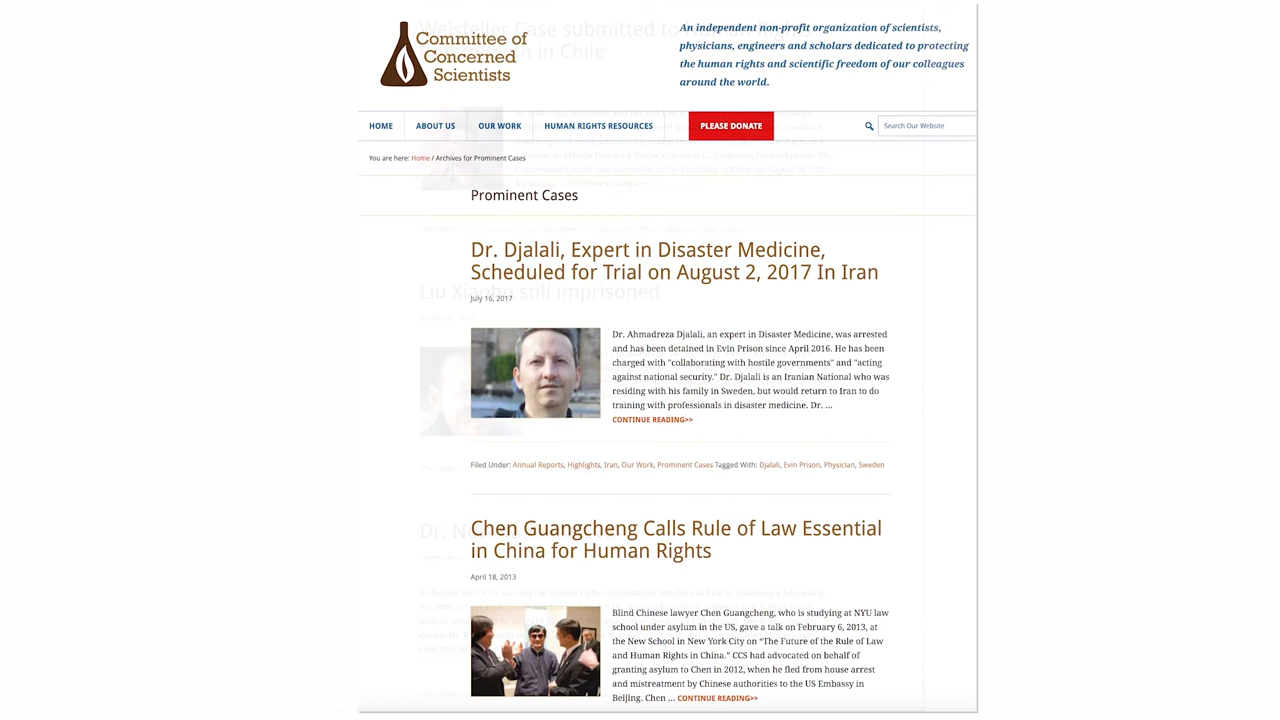 Weisfeller Case submitted to
in Chile
Committee of
Concerned
Scientists
An independent non-profit organization of scientists,
physicians, engineers and scholars dedicated to protecting
the human rights and scientific freedom of our colleagues
around the world.
HOME ABOUT US OUR WORK HUMAN RIGHTS RESOURCES PLEASE DONATE Search Our Website
You are here: Home / Archives for Prominent Cases
Prominent Cases
Dr. Djalali, Expert in Disaster Medicine,
Scheduled for Trial on August 2, 2017 In Iran
Liu Xiaobo still imprisoned
July 16, 2017
Dr. Ahmadreza Djalali, an expert in Disaster Medicine, was arrested
and has been detained in Evin Prison since April 2016. He has been
charged with "collaborating with hostile governments" and "acting
against national security." Dr. Djalali is an Iranian National who was
residing with his family in Sweden, but would return to Iran to do
training with professionals in disaster medicine. Dr. ...
CONTINUE READING>>
Filed Under: Annual Reports, Highlights, Iran, Our Work, Prominent Cases Tagged With: Djalali, Evin Prison, Physician, Sweden
Chen Guangcheng Calls Rule of Law Essential
in China for Human Rights
April 18, 2013
Blind Chinese lawyer Chen Guangcheng, who is studying at NYU law
school under asylum in the US, gave a talk on February 6, 2013, at
the New School in New York City on “The Future of the Rule of Law
and Human Rights in China.” CCS had advocated on behalf of
granting asylum to Chen in 2012, when he fled from house arrest
and mistreatment by Chinese authorities to the US Embassy in
Beijing. Chen ... CONTINUE READING>>